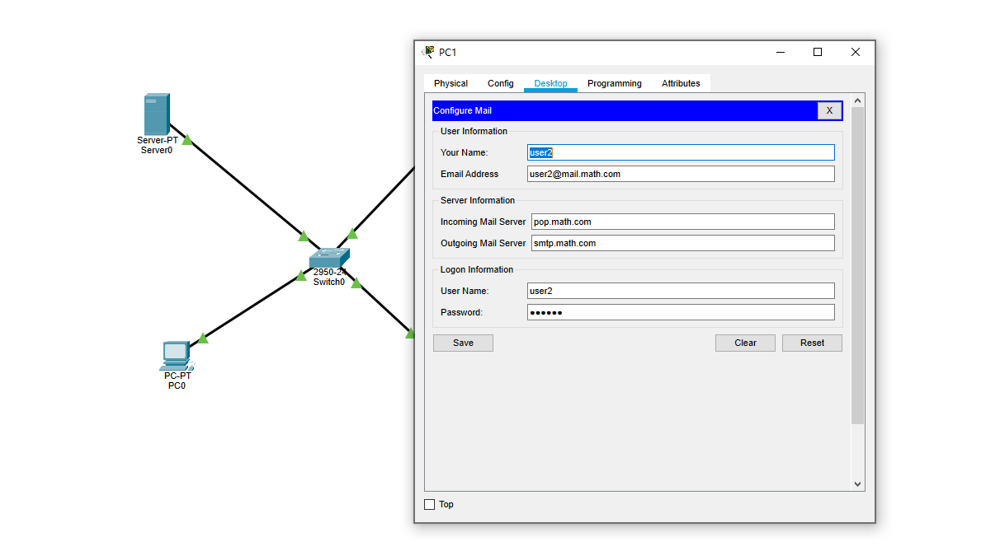 PC1
Physical Config Desktop Programming Attributes
Configure Mail X
User Information
Your Name: user2
Email Address user2@mail.math.com
Server Information
Incoming Mail Server pop.math.com
Outgoing Mail Server smtp.math.com
Logon Information
User Name: user2
Password: ●●●●●●
Save Clear Reset
Top
Server-PT
Server0
2950-24
Switch0
PC-PT
PC0